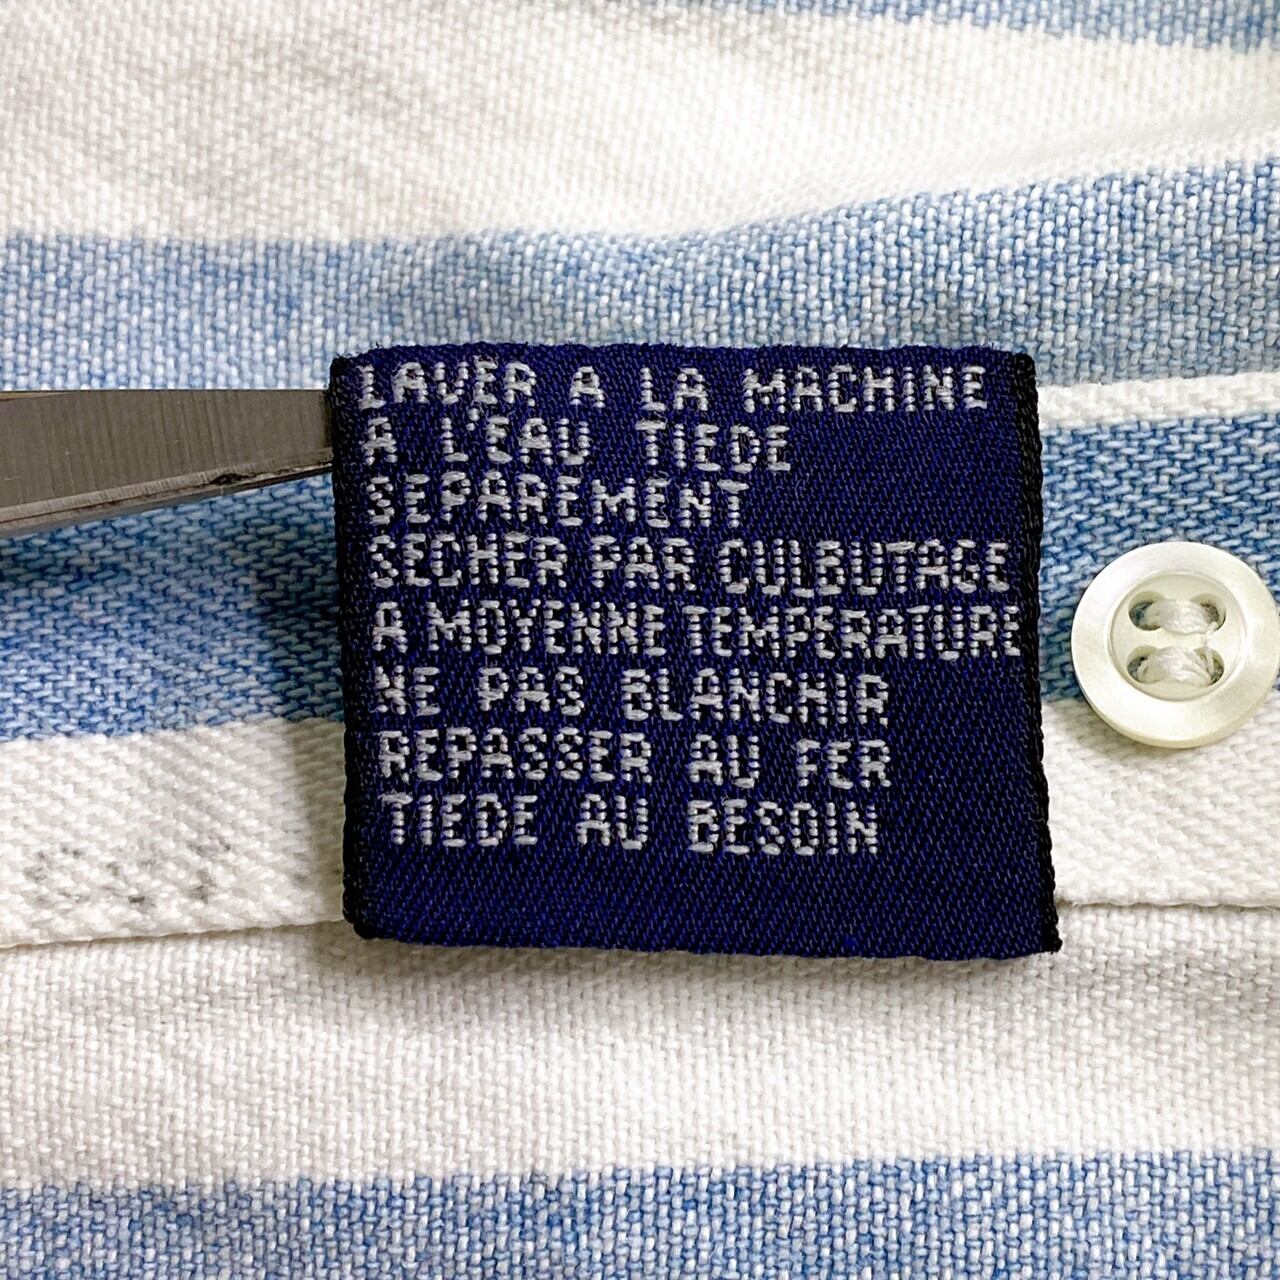 LAVER A LA MACHINE
A L'EAU TIEDE
SEPAREMENT
SECHER PAR CULBUTAGE
A MOYENNE TEMPERATURE
NE PAS BLANCHIR
REPASSER AU FER
TIEDE AU BESOIN